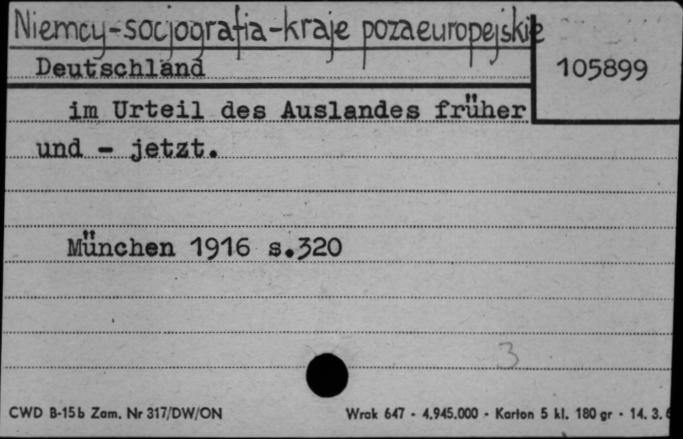 Niemcy-socjografia-kraje pozaeuropejskie
Deutschland
105899
im Urteil des Auslandes früher
und - jetzt.
München 1916 s.320
3
CWD B-15b Zam. Nr 317/DW/ON
Wrak 647 - 4.945.000 - Karton 5 kl. 180 gr - 14. 3.